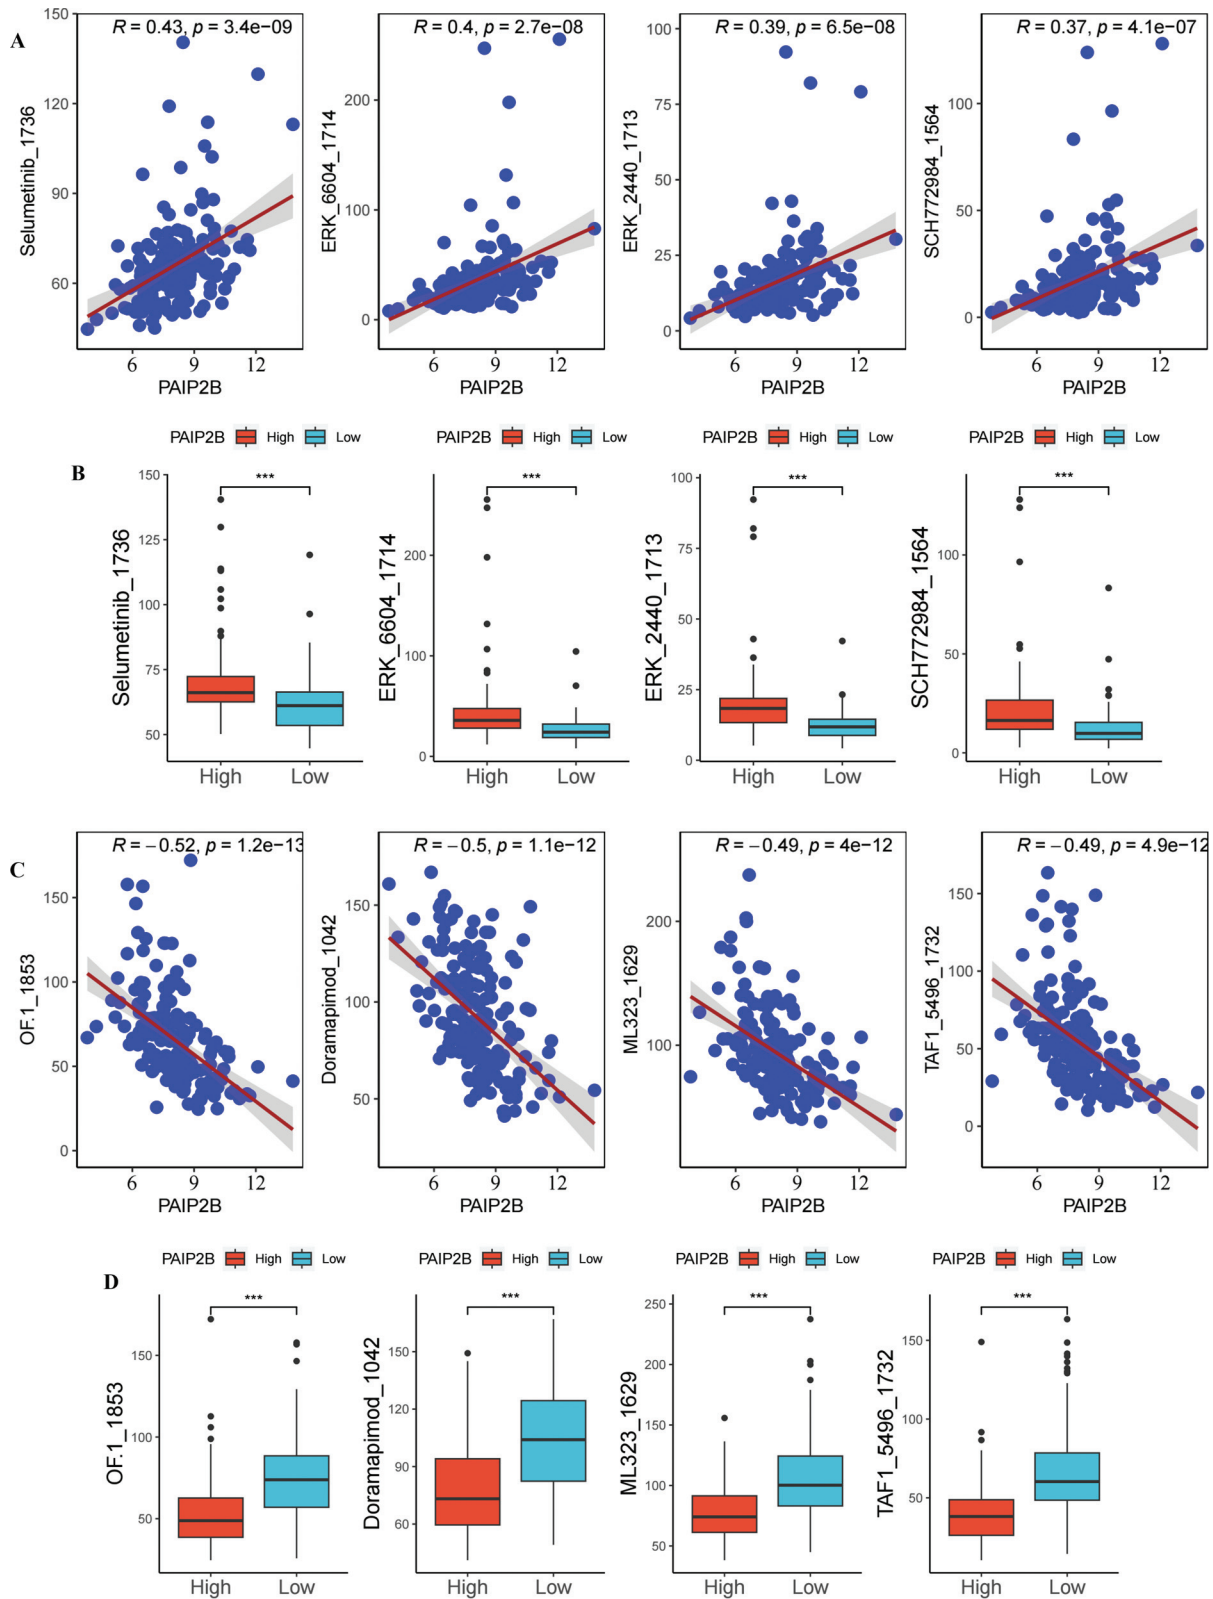 A
R = 0.43, p = 3.4e−09
Selumetinib_1736
150
120
90
60
6
9
12
PAIP2B
R = 0.4, p = 2.7e−08
ERK_6604_1714
200
100
0
6
9
12
PAIP2B
R = 0.39, p = 6.5e−08
ERK_2440_1713
100
75
50
25
0
6
9
12
PAIP2B
R = 0.37, p = 4.1e−07
SCH772984_1564
100
50
0
6
9
12
PAIP2B
B
PAIP2B High Low
***
Selumetinib_1736
150
125
100
75
50
High
Low
PAIP2B High Low
***
ERK_6604_1714
200
100
0
High
Low
PAIP2B High Low
***
ERK_2440_1713
100
75
50
25
0
High
Low
PAIP2B High Low
***
SCH772984_1564
100
50
0
High
Low
C
R = −0.52, p = 1.2e−13
OF.1_1853
150
100
50
0
6
9
12
PAIP2B
R = −0.5, p = 1.1e−12
Doramapimod_1042
150
100
50
6
9
12
PAIP2B
R = −0.49, p = 4e−12
ML323_1629
200
100
6
9
12
PAIP2B
R = −0.49, p = 4.9e−12
TAF1_5496_1732
150
100
50
0
6
9
12
PAIP2B
D
PAIP2B High Low
***
OF.1_1853
150
100
50
High
Low
PAIP2B High Low
***
Doramapimod_1042
150
120
90
60
High
Low
PAIP2B High Low
***
ML323_1629
250
200
150
100
50
High
Low
PAIP2B High Low
***
TAF1_5496_1732
150
100
50
High
Low